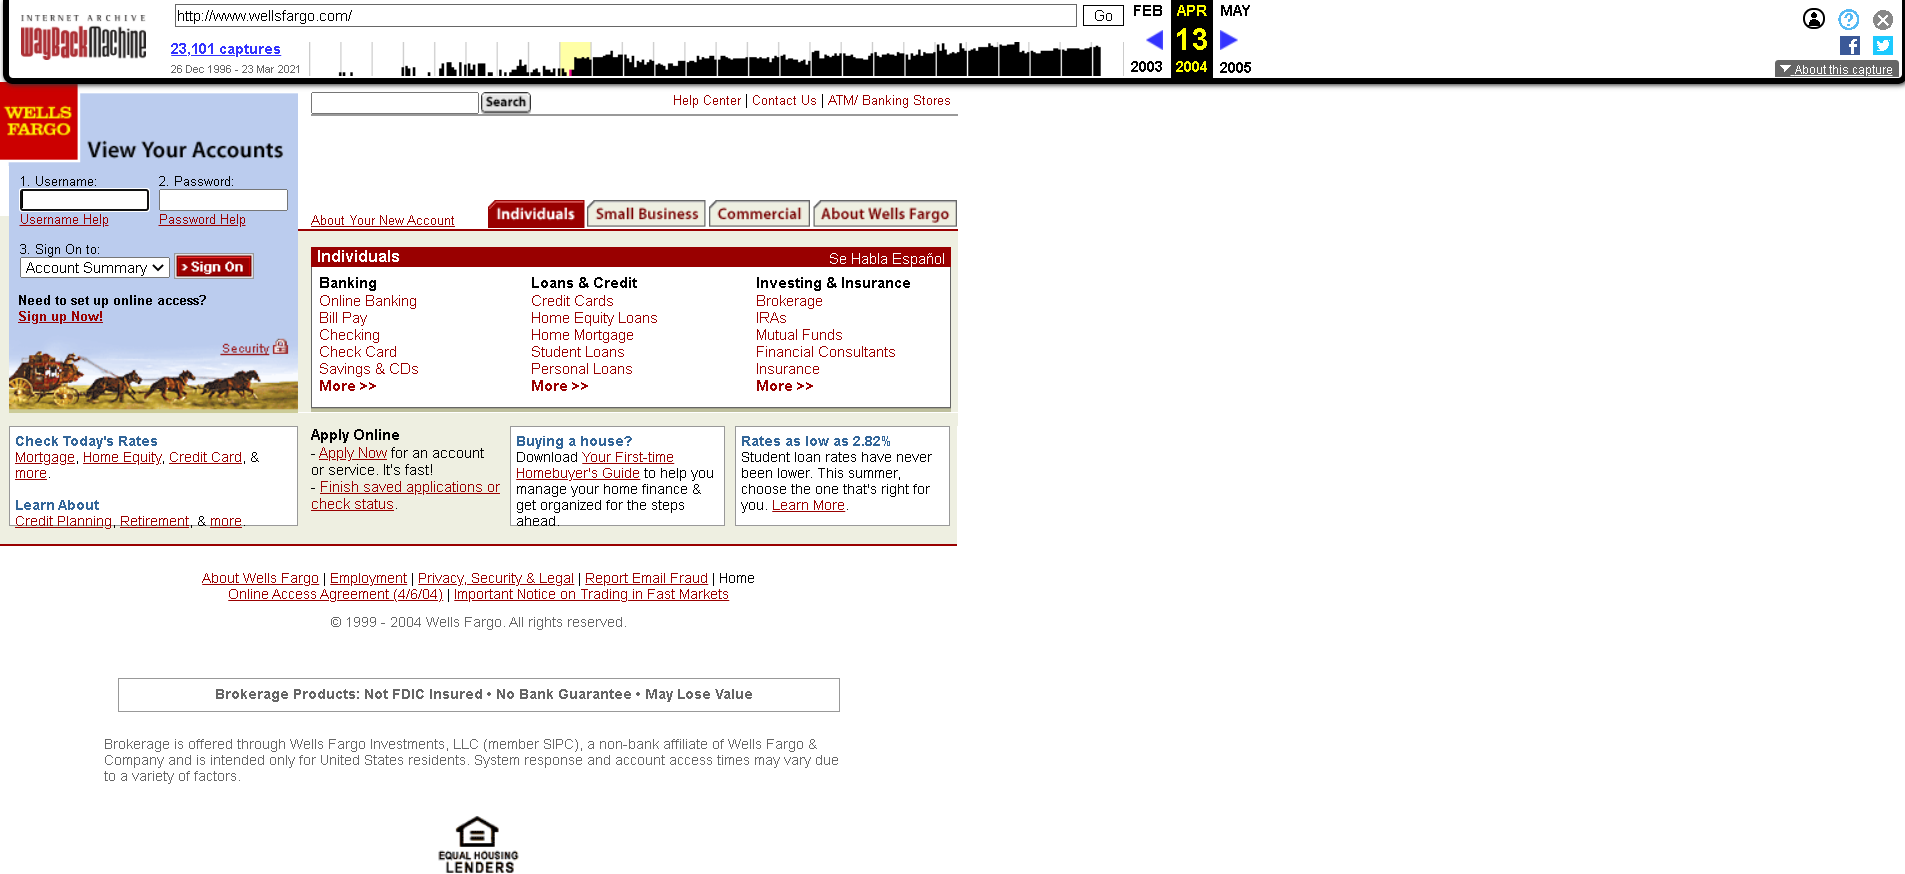 INTERNET ARCHIVE
WayBackMachine
http://www.wellsfargo.com/
Go
23,101 captures
26 Dec 1996 - 23 Mar 2021
FEB APR MAY
13
2003 2004 2005
About this capture
WELLS
FARGO
View Your Accounts
1. Username:
2. Password:
Username Help
Password Help
3. Sign On to:
Account Summary
› Sign On
Need to set up online access?
Sign up Now!
Security
Search
Help Center | Contact Us | ATM/ Banking Stores
About Your New Account
Individuals
Small Business
Commercial
About Wells Fargo
Individuals
Se Habla Español
Banking
Online Banking
Bill Pay
Checking
Check Card
Savings & CDs
More >>
Loans & Credit
Credit Cards
Home Equity Loans
Home Mortgage
Student Loans
Personal Loans
More >>
Investing & Insurance
Brokerage
IRAs
Mutual Funds
Financial Consultants
Insurance
More >>
Check Today's Rates
Mortgage, Home Equity, Credit Card, &
more.
Learn About
Credit Planning, Retirement, & more.
Apply Online
- Apply Now for an account
or service. It's fast!
- Finish saved applications or
check status.
Buying a house?
Download Your First-time
Homebuyer's Guide to help you
manage your home finance &
get organized for the steps
ahead.
Rates as low as 2.82%
Student loan rates have never
been lower. This summer,
choose the one that's right for
you. Learn More.
About Wells Fargo | Employment | Privacy, Security & Legal | Report Email Fraud | Home
Online Access Agreement (4/6/04) | Important Notice on Trading in Fast Markets
© 1999 - 2004 Wells Fargo. All rights reserved.
Brokerage Products: Not FDIC Insured • No Bank Guarantee • May Lose Value
Brokerage is offered through Wells Fargo Investments, LLC (member SIPC), a non-bank affiliate of Wells Fargo &
Company and is intended only for United States residents. System response and account access times may vary due
to a variety of factors.
EQUAL HOUSING
LENDERS